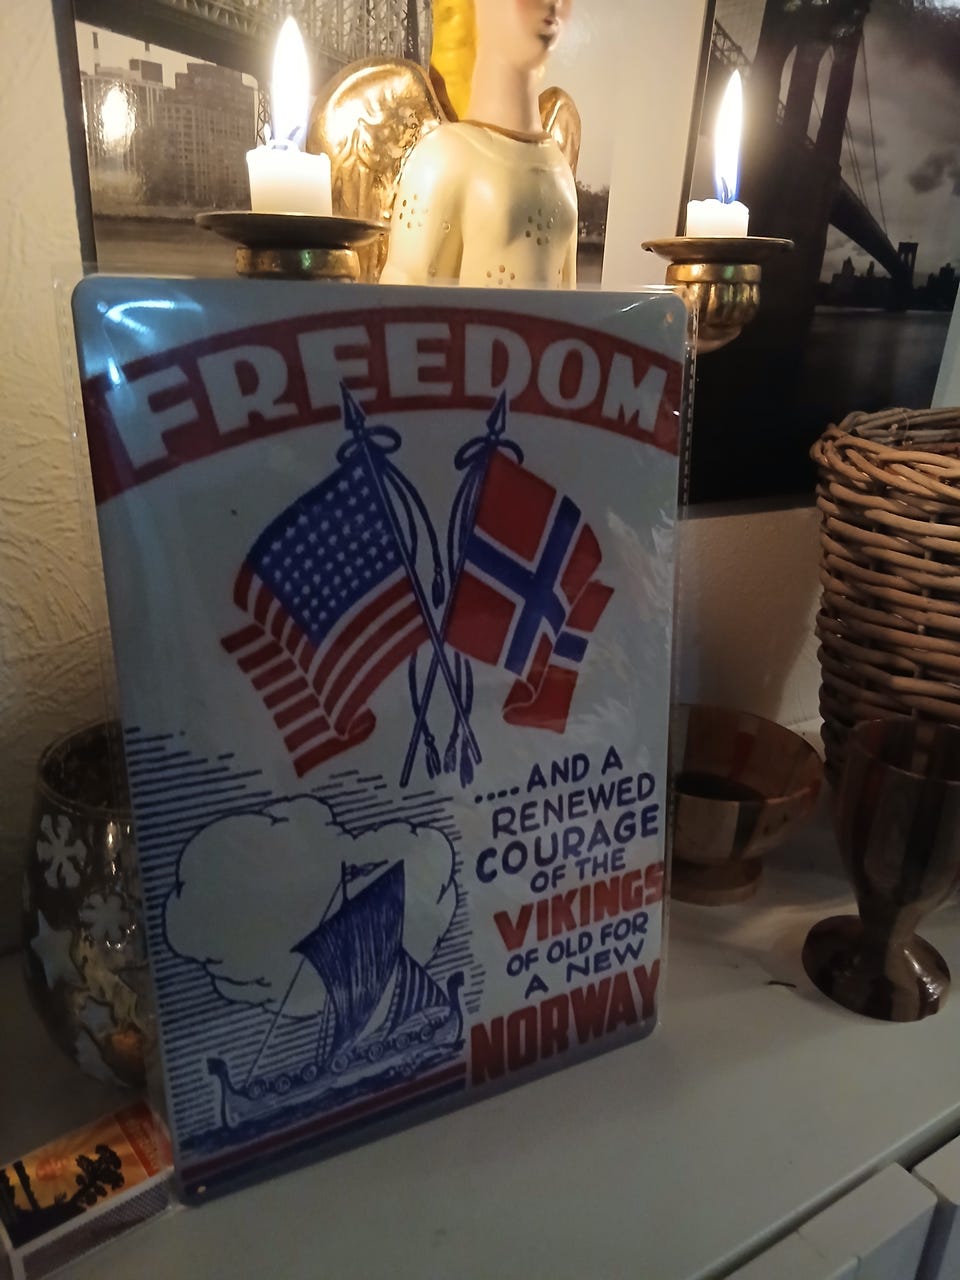 FREEDOM
....AND A
RENEWED
COURAGE
OF THE
VIKINGS
OF OLD FOR
A NEW
NORWAY